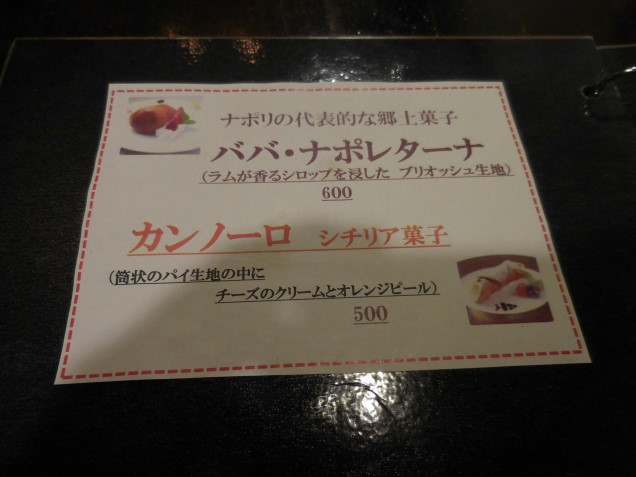 ナポリの代表的な郷土菓子
ババ・ナポレターナ
（ラムが香るシロップを浸した　ブリオッシュ生地）
600
カンノーロ　シチリア菓子
（筒状のパイ生地の中に
チーズのクリームとオレンジピール）
500